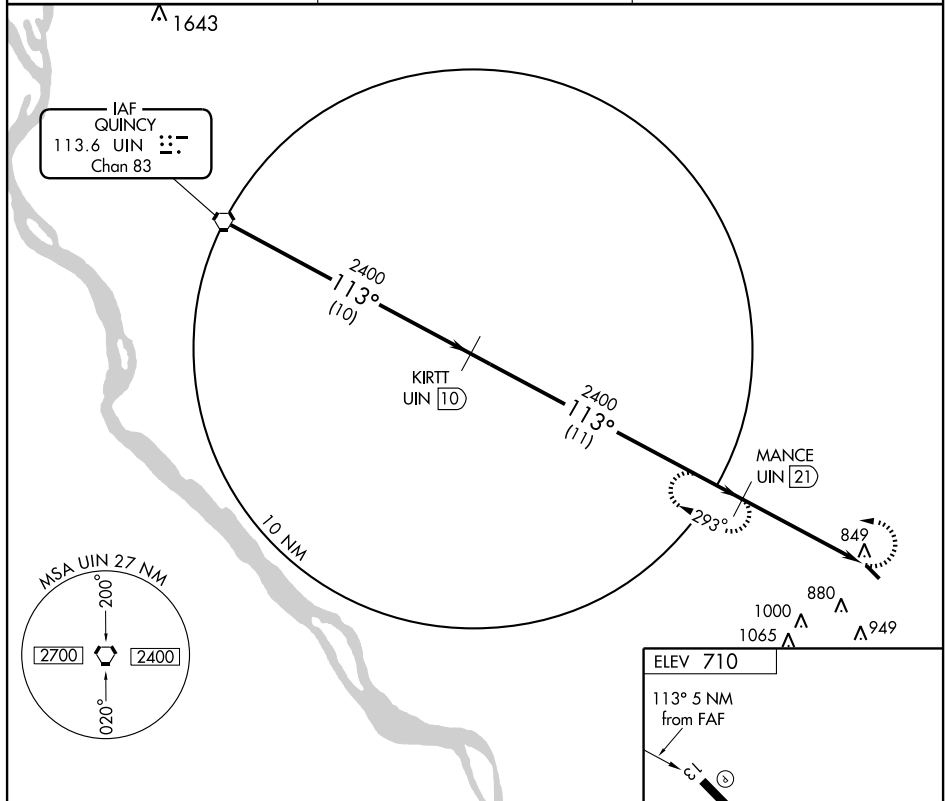 1643
IAF
QUINCY
113.6 UIN
Chan 83
2400
113°
(10)
KIRTT
UIN 10
2400
113°
(11)
MANCE
UIN 21
293°
10 NM
849
880
1000
949
1065
MSA UIN 27 NM
200°
2700
2400
020°
ELEV 710
113° 5 NM
from FAF
13
P